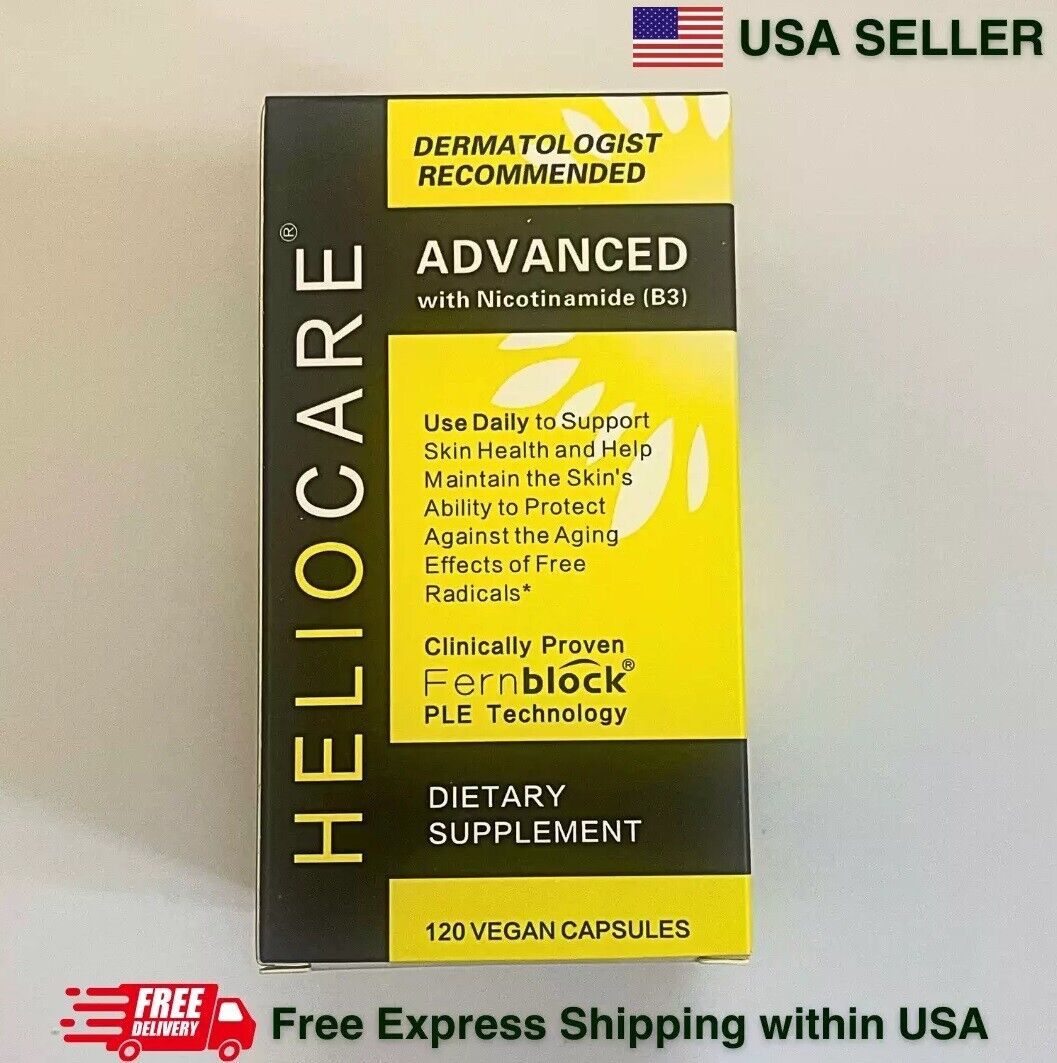 USA SELLER
HELIOCARE®
DERMATOLOGIST
RECOMMENDED
ADVANCED
with Nicotinamide (B3)
Use Daily to Support
Skin Health and Help
Maintain the Skin's
Ability to Protect
Against the Aging
Effects of Free
Radicals*
Clinically Proven
Fernblock®
PLE Technology
DIETARY
SUPPLEMENT
120 VEGAN CAPSULES
FREE
DELIVERY
Free Express Shipping within USA